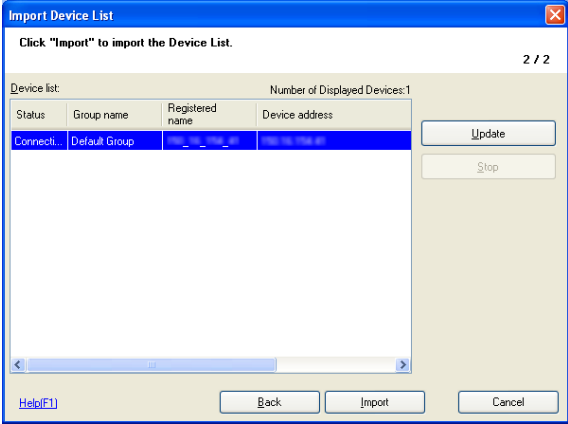 Import Device List
Click "Import" to import the Device List.
2 / 2
Device list: Number of Displayed Devices:1
Status Group name Registered name Device address
Connecti... Default Group
Update
Stop
Help(F1) Back Import Cancel